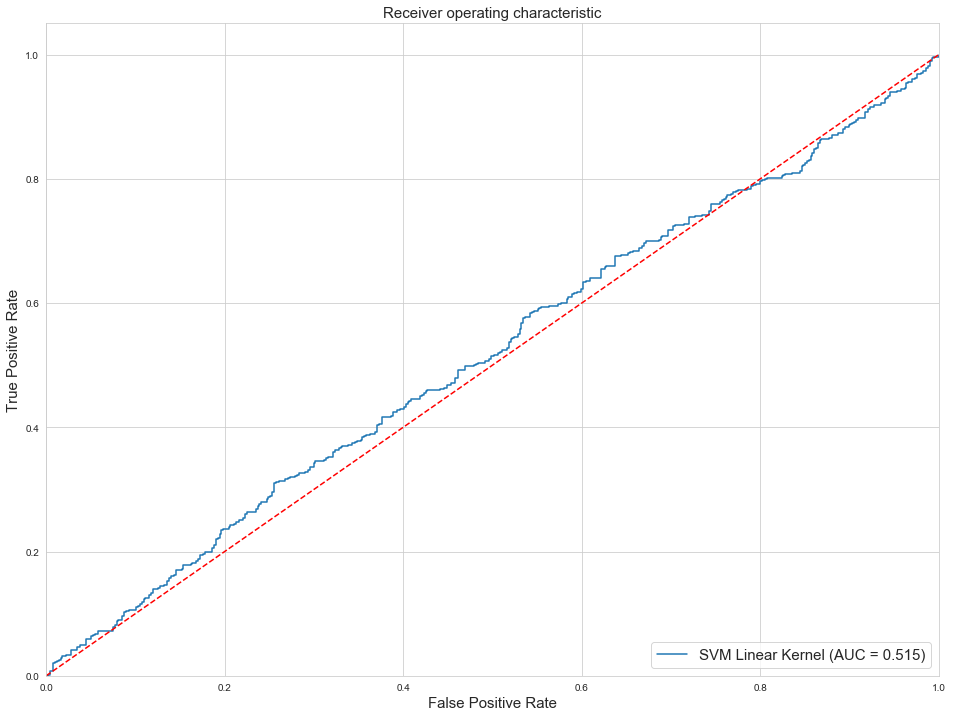 Receiver operating characteristic
True Positive Rate
1.0
0.8
0.6
0.4
0.2
0.0
SVM Linear Kernel (AUC = 0.515)
0.0 0.2 0.4 0.6 0.8 1.0
False Positive Rate